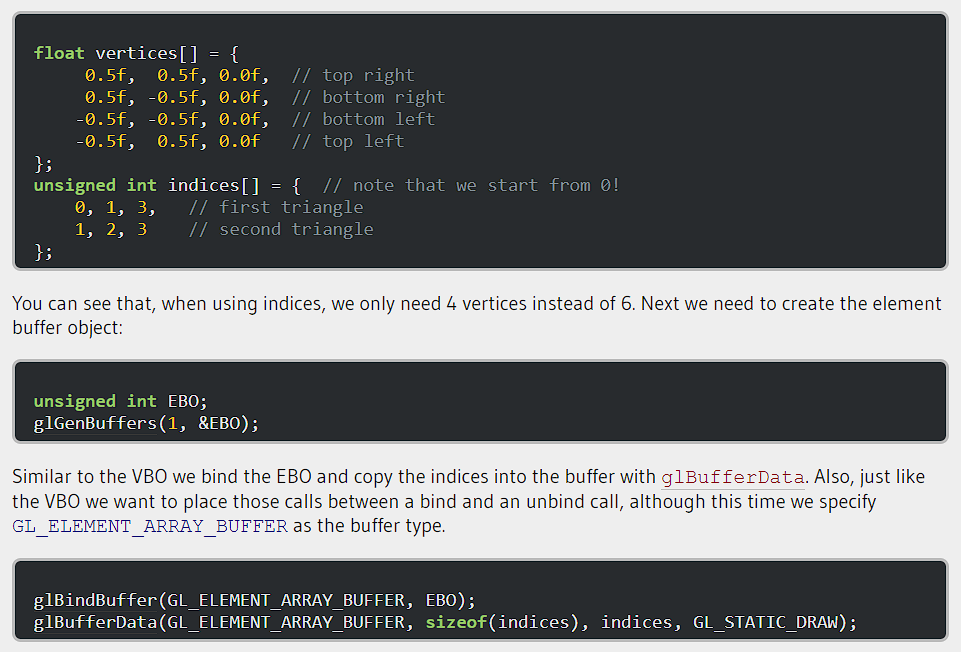 float vertices[] = {
     0.5f,  0.5f, 0.0f,  // top right
     0.5f, -0.5f, 0.0f,  // bottom right
    -0.5f, -0.5f, 0.0f,  // bottom left
    -0.5f,  0.5f, 0.0f   // top left
};
unsigned int indices[] = {  // note that we start from 0!
    0, 1, 3,   // first triangle
    1, 2, 3    // second triangle
};
You can see that, when using indices, we only need 4 vertices instead of 6. Next we need to create the element
buffer object:
unsigned int EBO;
glGenBuffers(1, &EBO);
Similar to the VBO we bind the EBO and copy the indices into the buffer with glBufferData. Also, just like
the VBO we want to place those calls between a bind and an unbind call, although this time we specify
GL_ELEMENT_ARRAY_BUFFER as the buffer type.
glBindBuffer(GL_ELEMENT_ARRAY_BUFFER, EBO);
glBufferData(GL_ELEMENT_ARRAY_BUFFER, sizeof(indices), indices, GL_STATIC_DRAW);